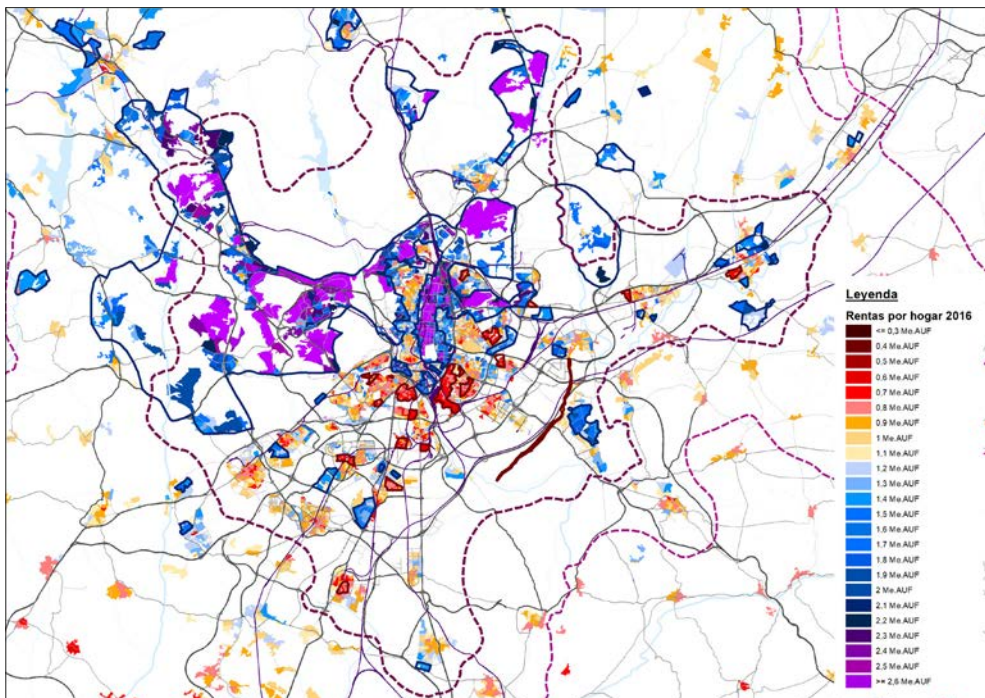 Leyenda
Rentas por hogar 2016
<= 0,3 Me.AUF
0,4 Me.AUF
0,5 Me.AUF
0,6 Me.AUF
0,7 Me.AUF
0,8 Me.AUF
0,9 Me.AUF
1 Me.AUF
1,1 Me.AUF
1,2 Me.AUF
1,3 Me.AUF
1,4 Me.AUF
1,5 Me.AUF
1,6 Me.AUF
1,7 Me.AUF
1,8 Me.AUF
1,9 Me.AUF
2 Me.AUF
2,1 Me.AUF
2,2 Me.AUF
2,3 Me.AUF
2,4 Me.AUF
2,5 Me.AUF
>= 2,6 Me.AUF